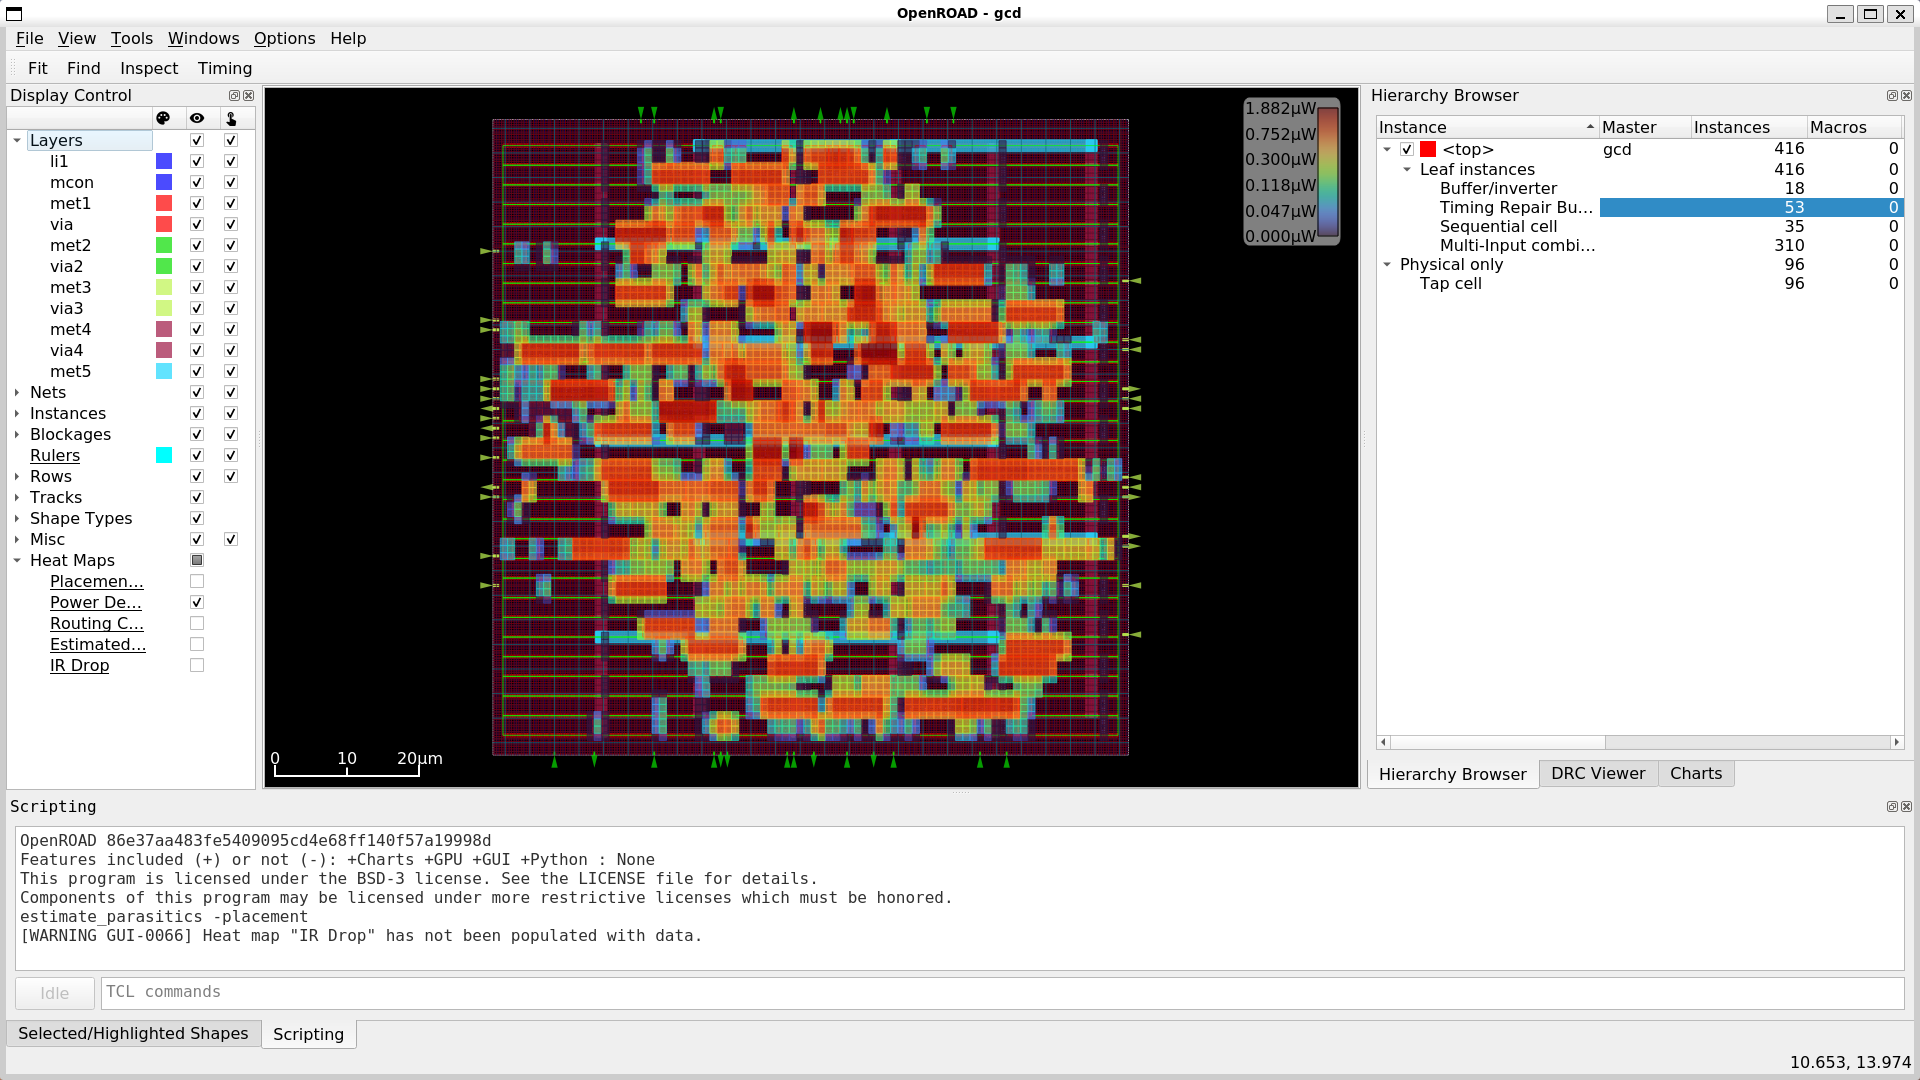 OpenROAD - gcd
File View Tools Windows Options Help
Fit Find Inspect Timing
Display Control
Layers
li1
mcon
met1
via
met2
via2
met3
via3
met4
via4
met5
Nets
Instances
Blockages
Rulers
Rows
Tracks
Shape Types
Misc
Heat Maps
Placemen...
Power De...
Routing C...
Estimated...
IR Drop
1.882μW
0.752μW
0.300μW
0.118μW
0.047μW
0.000μW
0 10 20μm
Hierarchy Browser
Instance Master Instances Macros
<top> gcd 416 0
Leaf instances 416 0
Buffer/inverter 18 0
Timing Repair Bu... 53 0
Sequential cell 35 0
Multi-Input combi... 310 0
Physical only 96 0
Tap cell 96 0
Hierarchy Browser DRC Viewer Charts
Scripting
OpenROAD 86e37aa483fe5409095cd4e68ff140f57a19998d
Features included (+) or not (-): +Charts +GPU +GUI +Python : None
This program is licensed under the BSD-3 license. See the LICENSE file for details.
Components of this program may be licensed under more restrictive licenses which must be honored.
estimate_parasitics -placement
[WARNING GUI-0066] Heat map "IR Drop" has not been populated with data.
Idle TCL commands
Selected/Highlighted Shapes Scripting
10.653, 13.974